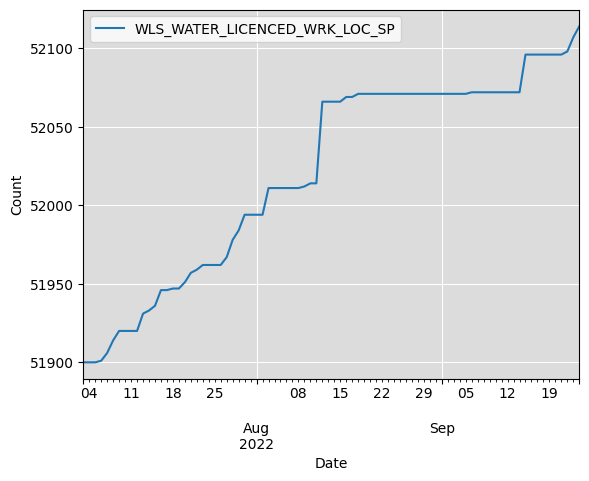 WLS_WATER_LICENCED_WRK_LOC_SP
52100
52050
52000
51950
51900
Count
04 11 18 25 08 15 22 29 05 12 19
Aug Sep
2022
Date